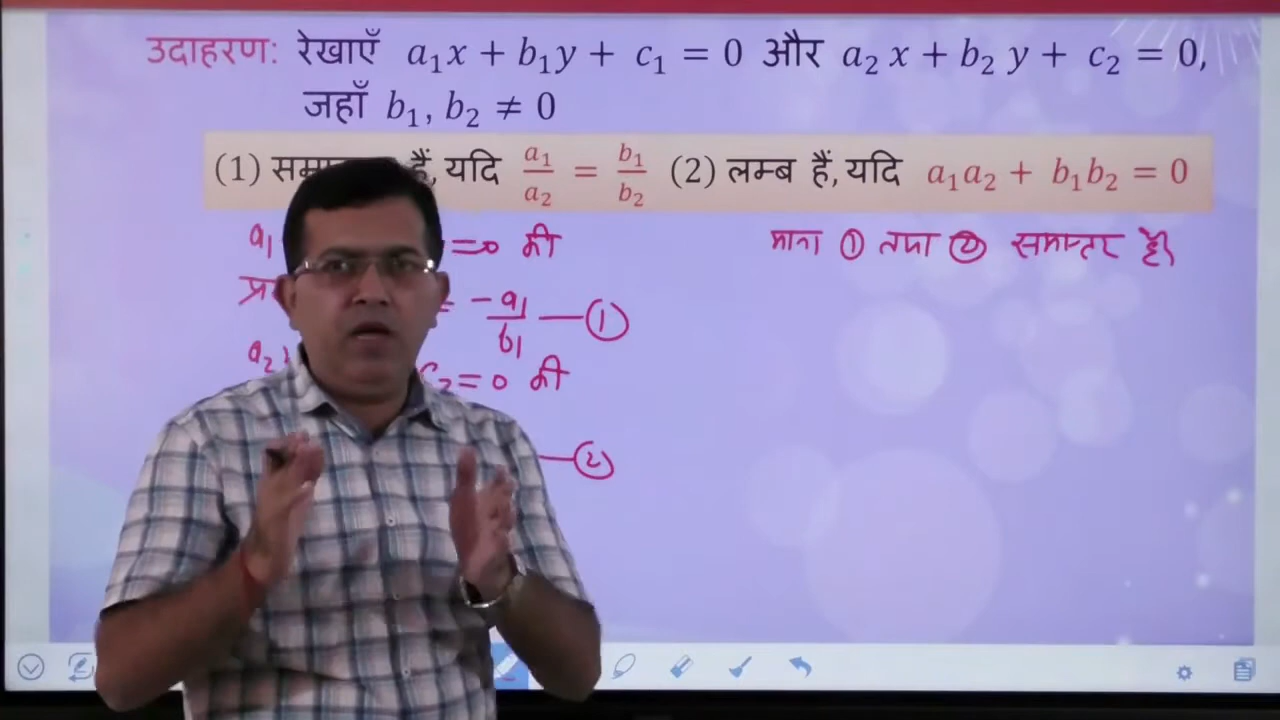 उदाहरण: रेखाएँ a₁x + b₁y + c₁ = 0 और a₂ x + b₂ y + c₂ = 0,
जहाँ b₁, b₂ ≠ 0
(1) हैं, यदि a₁/a₂ = b₁/b₂ (2) लम्ब हैं, यदि a₁a₂ + b₁b₂ = 0
a₁ =0 की
= -a₁/b₁ —①
a₂ c₂=0 की
—②
माना ① तथा ② समान्तर है।